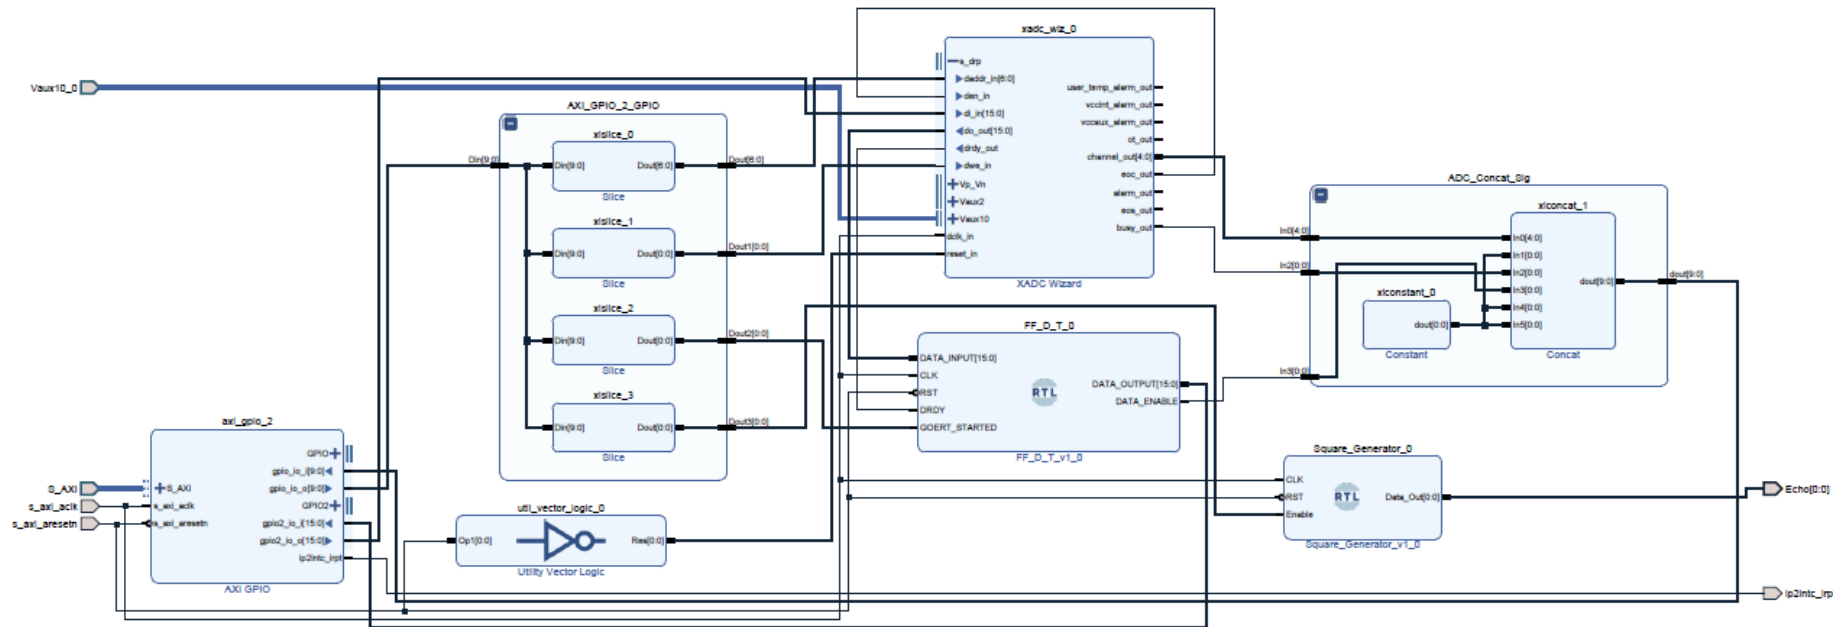 xadc_wiz_0
s_drp
daddr_in[6:0]
den_in
di_in[15:0]
do_out[15:0]
drdy_out
dwe_in
Vp_Vn
Vaux2
Vaux10
dclk_in
reset_in
user_temp_alarm_out
vccint_alarm_out
vccaux_alarm_out
ot_out
channel_out[4:0]
eoc_out
alarm_out
eos_out
busy_out
XADC Wizard
Vaux10_0
AXI_GPIO_2_GPIO
Din[9:0]
xlslice_0
Din[9:0]
Dout[6:0]
Slice
Dout[6:0]
xlslice_1
Din[9:0]
Dout[0:0]
Slice
Dout1[0:0]
xlslice_2
Din[9:0]
Dout[0:0]
Slice
Dout2[0:0]
xlslice_3
Din[9:0]
Dout[0:0]
Slice
Dout3[0:0]
ADC_Concat_Sig
In0[4:0]
In2[0:0]
In3[0:0]
xlconcat_1
In0[4:0]
In1[0:0]
In2[0:0]
In3[0:0]
In4[0:0]
In5[0:0]
dout[9:0]
Concat
dout[9:0]
xlconstant_0
dout[0:0]
Constant
FF_D_T_0
DATA_INPUT[15:0]
CLK
RST
DRDY
GOERT_STARTED
RTL
DATA_OUTPUT[15:0]
DATA_ENABLE
FF_D_T_v1_0
axi_gpio_2
S_AXI
s_axi_aclk
s_axi_aresetn
GPIO
gpio_io_i[9:0]
gpio_io_o[9:0]
GPIO2
gpio2_io_i[15:0]
gpio2_io_o[15:0]
ip2intc_irpt
AXI GPIO
S_AXI
s_axi_aclk
s_axi_aresetn
util_vector_logic_0
Op1[0:0]
Res[0:0]
Utility Vector Logic
Square_Generator_0
CLK
RST
Enable
RTL
Data_Out[0:0]
Square_Generator_v1_0
Echo[0:0]
ip2intc_irp